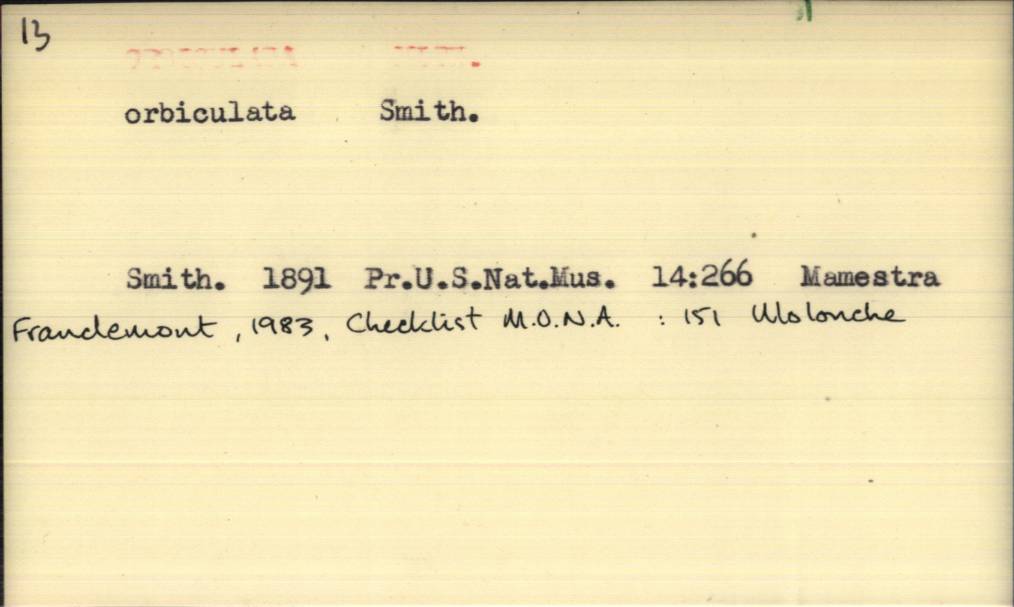 13
orbiculata Smith.
Smith. 1891 Pr.U.S.Nat.Mus. 14:266 Mamestra
Franclemont, 1983, Checklist M.O.N.A. : 151 Ulolonche